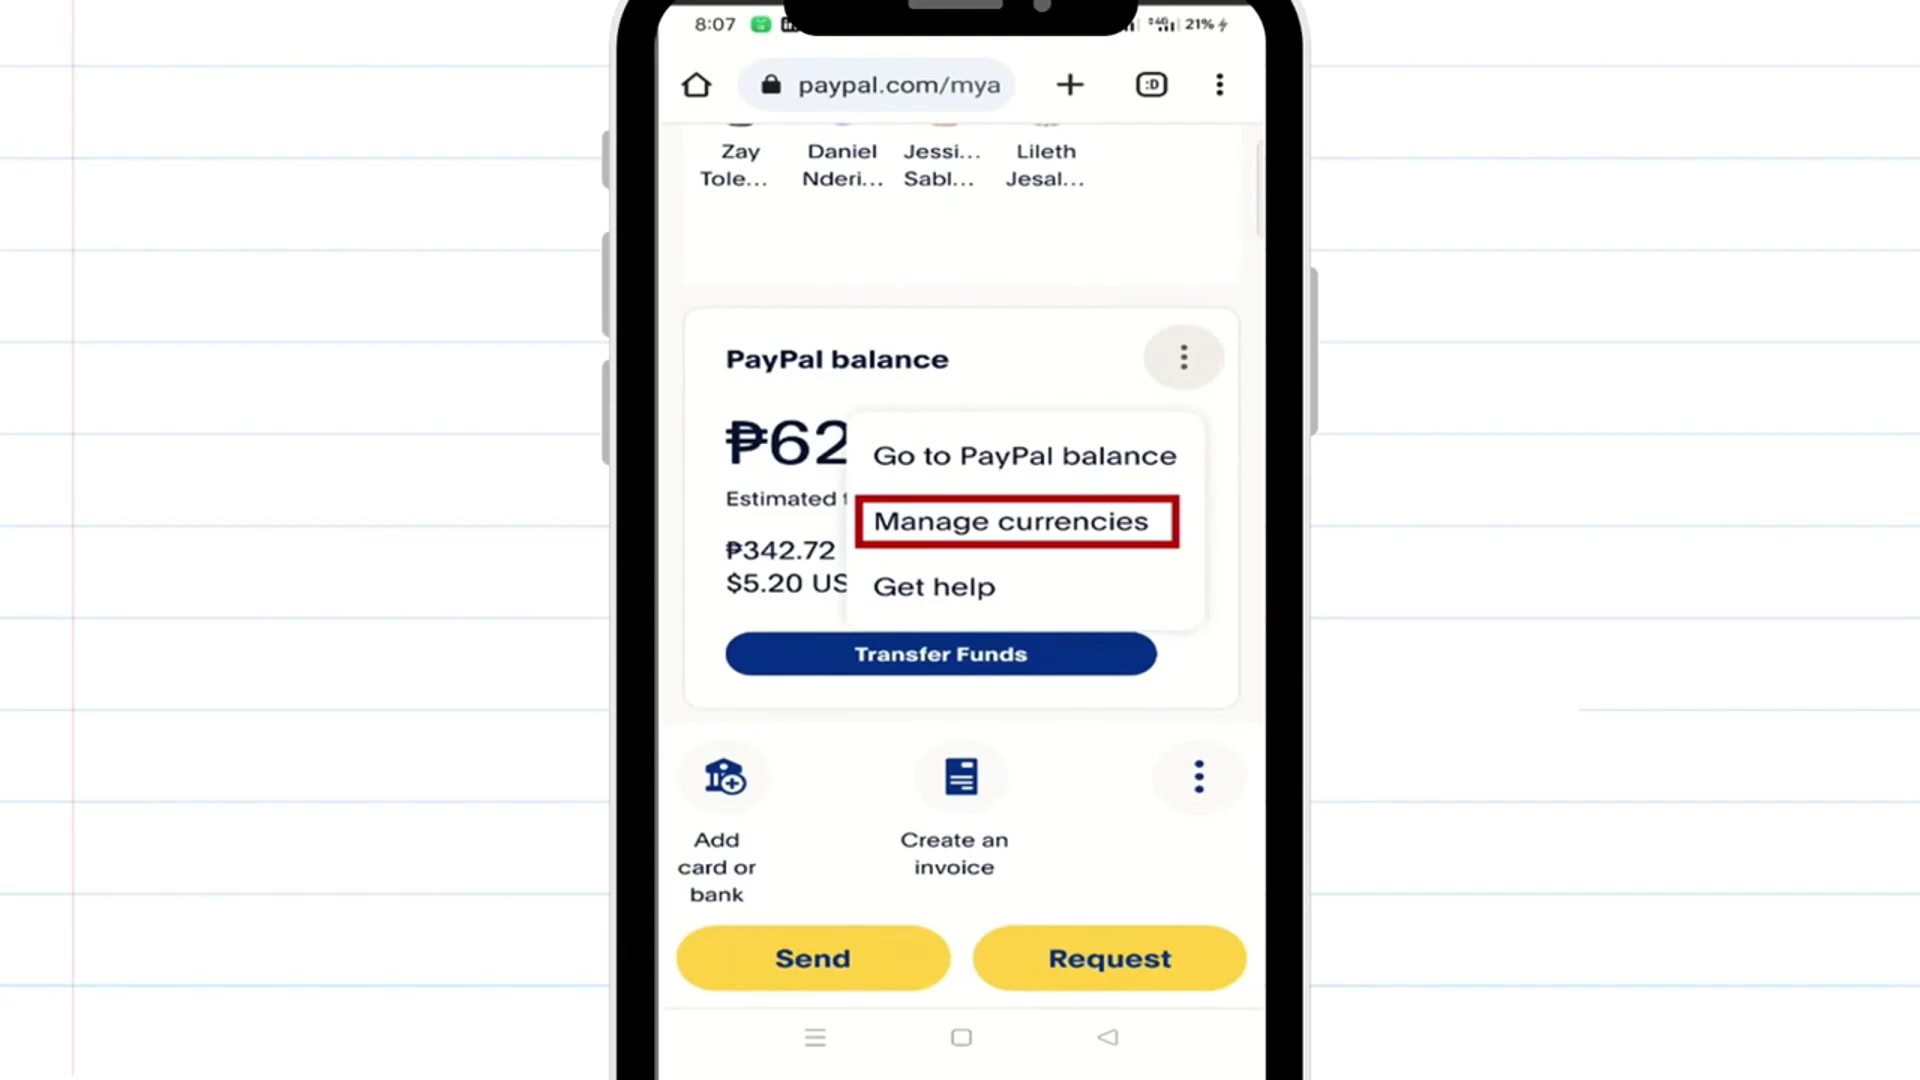 8:07 21%
paypal.com/mya
:D
Zay Daniel Jessi... Lileth
Tole... Nderi... Sabl... Jesal...
PayPal balance
₱62
Go to PayPal balance
Estimated
Manage currencies
₱342.72
$5.20 US
Get help
Transfer Funds
Add
card or
bank
Create an
invoice
Send
Request